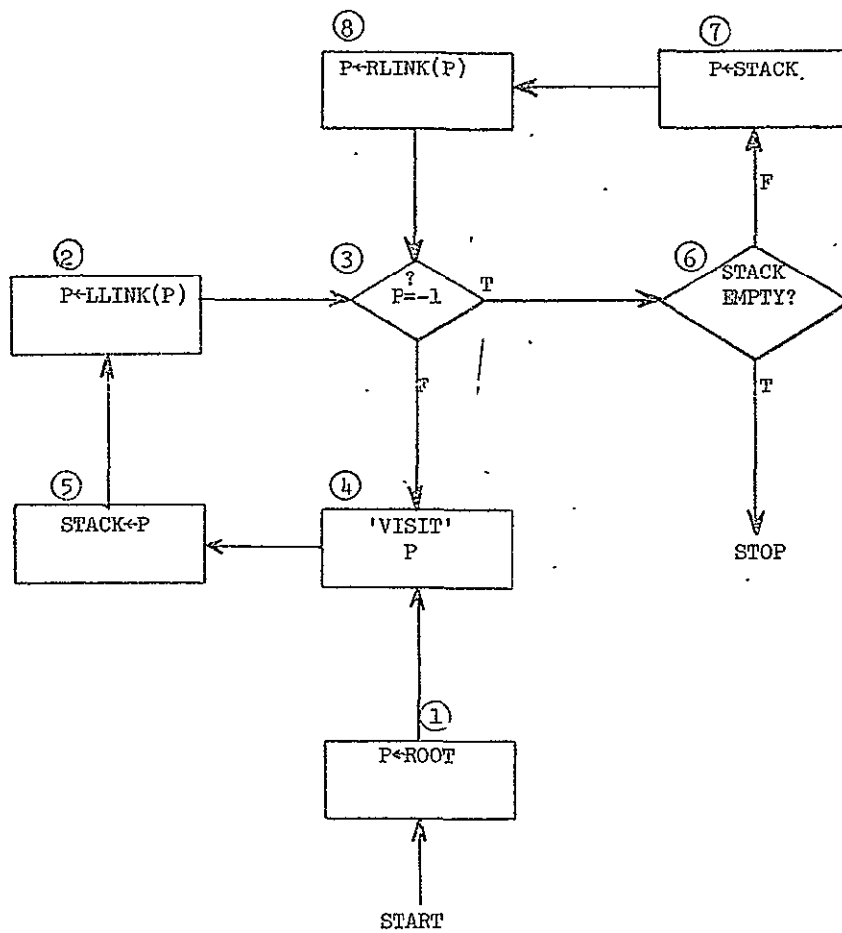 ⑧
P←RLINK(P)
⑦
P←STACK
F
②
P←LLINK(P)
③
?
P=-1
T
⑥
STACK
EMPTY?
F
T
⑤
STACK←P
④
'VISIT'
P
STOP
①
P←ROOT
START